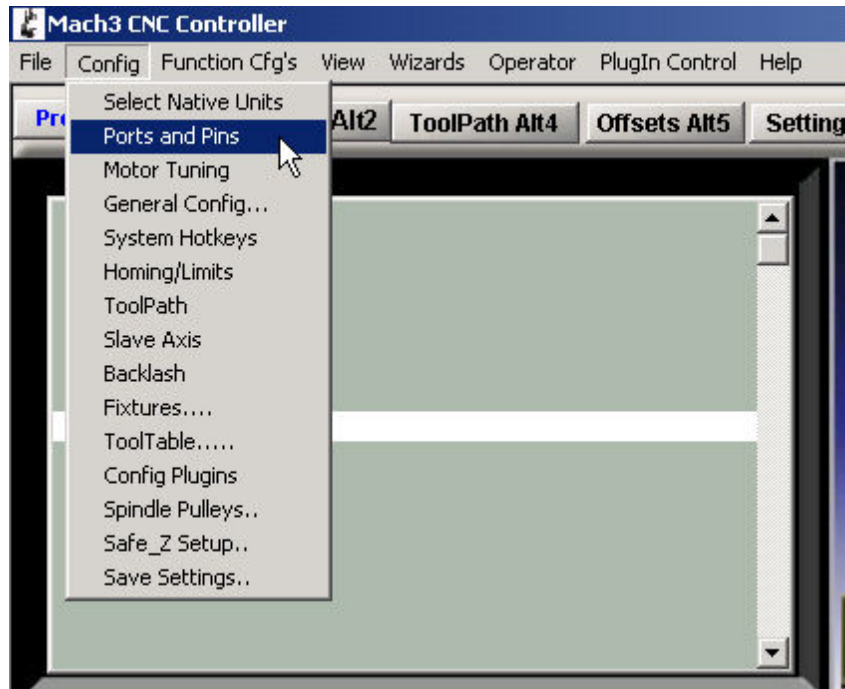 Mach3 CNC Controller
File Config Function Cfg's View Wizards Operator PlugIn Control Help
Alt2 ToolPath Alt4 Offsets Alt5
Select Native Units
Ports and Pins
Motor Tuning
General Config...
System Hotkeys
Homing/Limits
ToolPath
Slave Axis
Backlash
Fixtures....
ToolTable.....
Config Plugins
Spindle Pulleys..
Safe_Z Setup..
Save Settings..